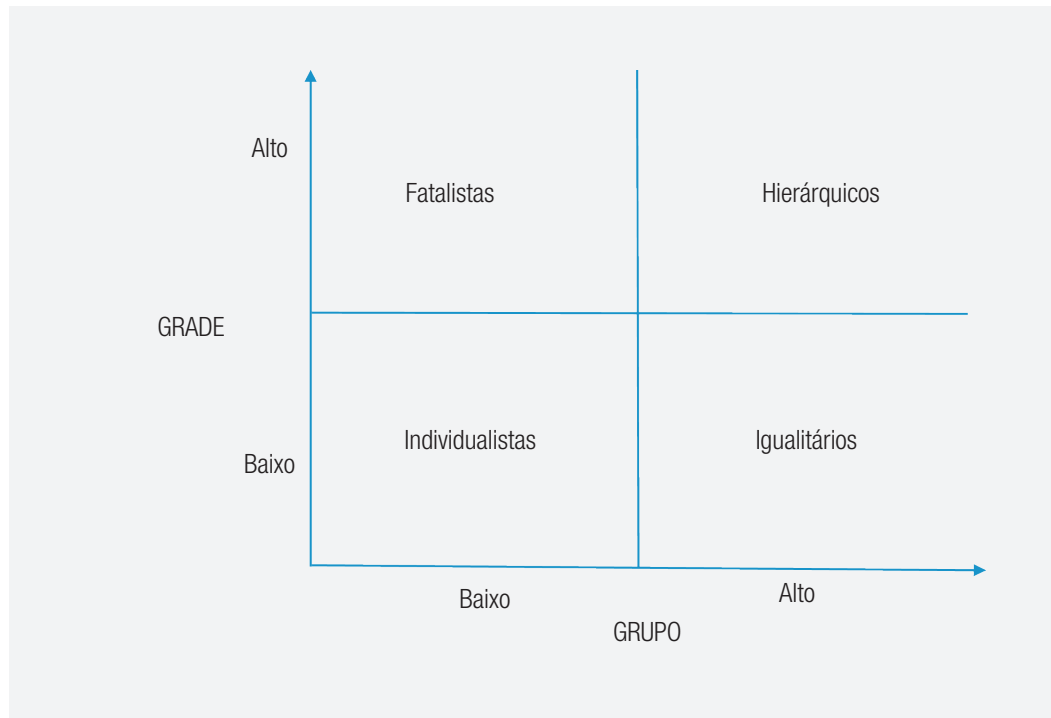 Alto
Fatalistas
Hierárquicos
GRADE
Individualistas
Igualitários
Baixo
Baixo
Alto
GRUPO